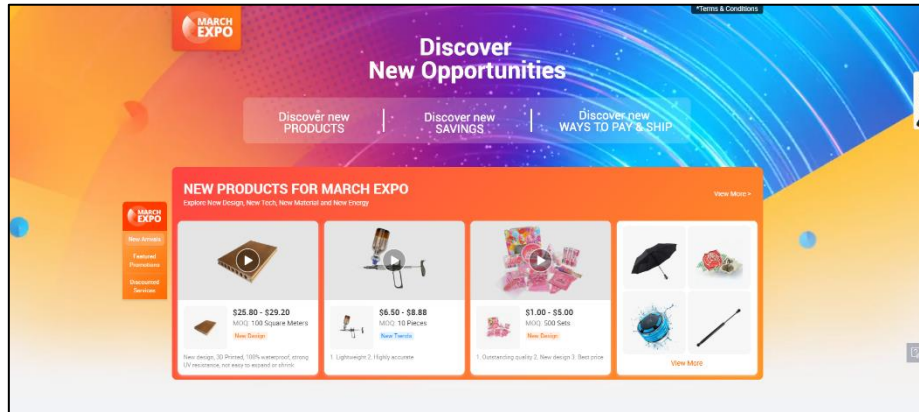 MARCH
EXPO
*Terms & Conditions
Discover
New Opportunities
Discover new
PRODUCTS
Discover new
SAVINGS
Discover new
WAYS TO PAY & SHIP
NEW PRODUCTS FOR MARCH EXPO
Explore New Design, New Tech, New Material and New Energy
View More >
MARCH
EXPO
New Arrivals
Featured
Promotions
Discounted
Services
$25.80 - $29.20
MOQ: 100 Square Meters
New Design
New design, 3D Printed, 100% waterproof, strong
UV resistence, not easy to expand or shrink
$6.50 - $8.88
MOQ: 10 Pieces
New Trends
1. Lightweight 2. Highly accurate
$1.00 - $5.00
MOQ: 500 Sets
New Design
1. Outstanding quality 2. New design 3. Best price
View More